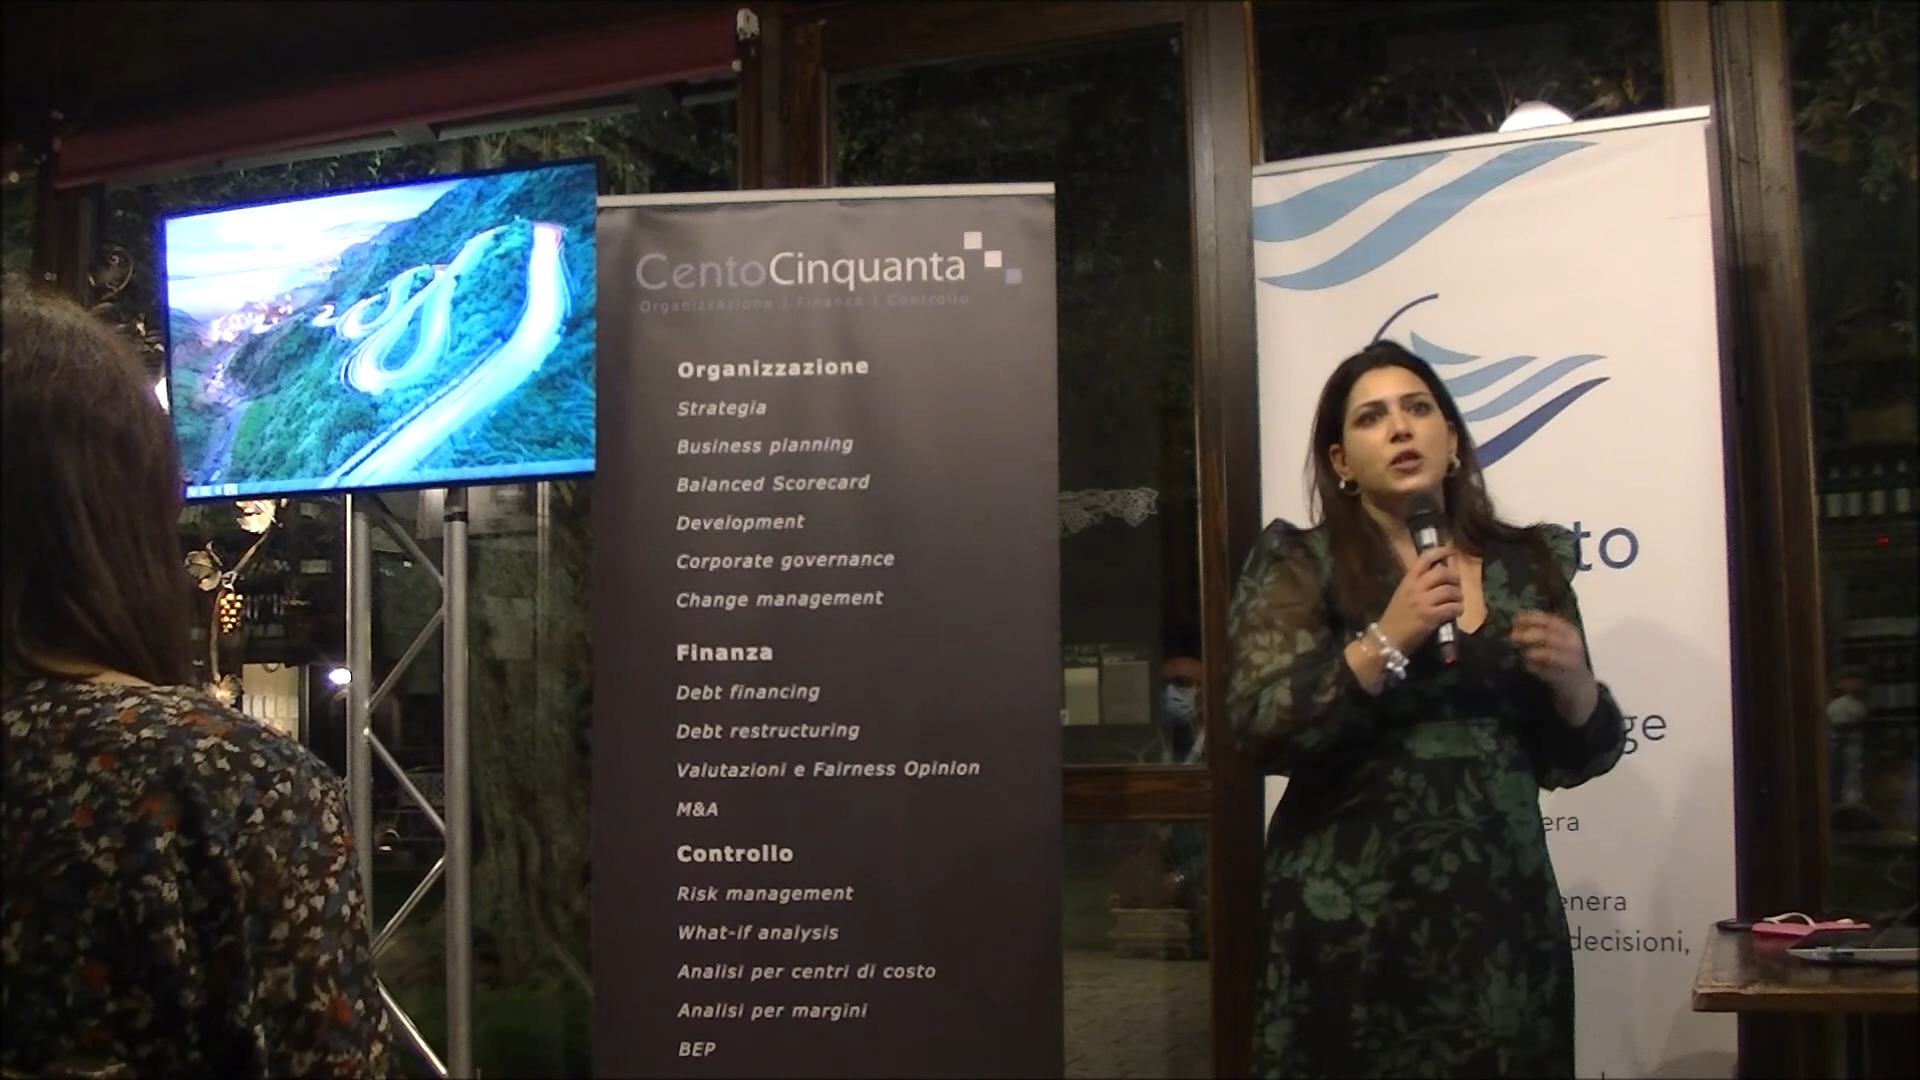 CentoCinquanta
Organizzazione | Finanza | Controllo
Organizzazione
Strategia
Business planning
Balanced Scorecard
Development
Corporate governance
Change management
Finanza
Debt financing
Debt restructuring
Valutazioni e Fairness Opinion
M&A
Controllo
Risk management
What-if analysis
Analisi per centri di costo
Analisi per margini
BEP
to
ge
era
enera
decisioni,